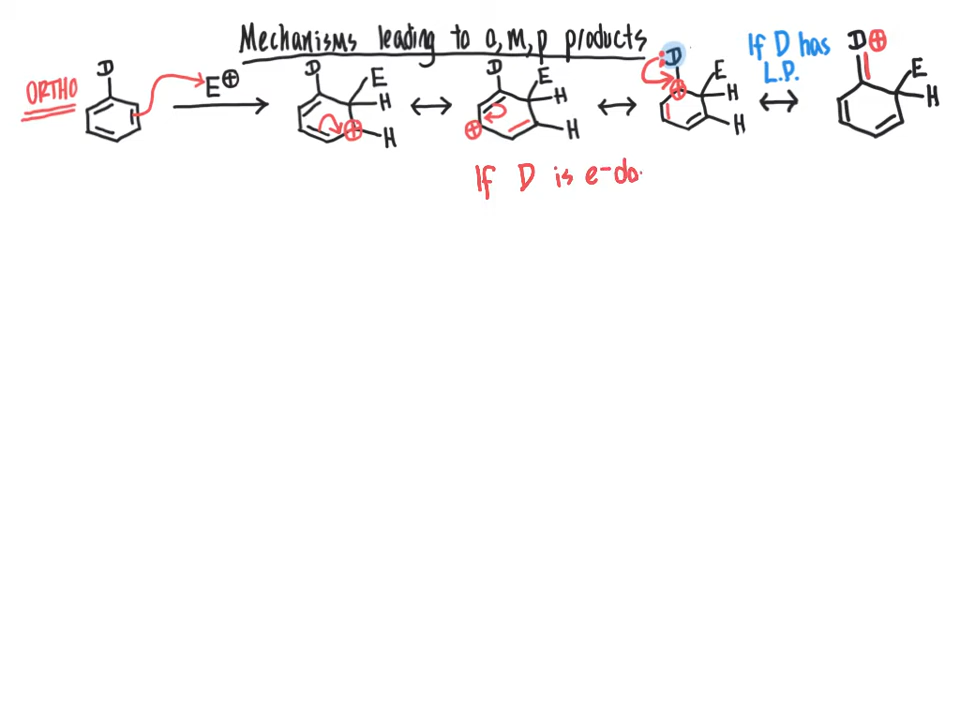 Mechanisms leading to o, m, p products
ORTHO
D
E⊕
D
E
H
⊕
H
D
E
H
⊕
H
:D
⊕
E
H
H
If D has
L.P.
D⊕
E
H
If D is e-do